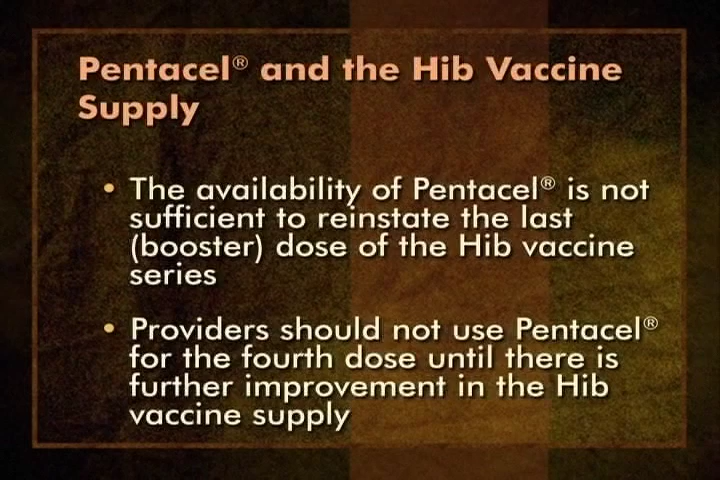 Pentacel® and the Hib Vaccine
Supply
• The availability of Pentacel® is not
sufficient to reinstate the last
(booster) dose of the Hib vaccine
series
• Providers should not use Pentacel®
for the fourth dose until there is
further improvement in the Hib
vaccine supply